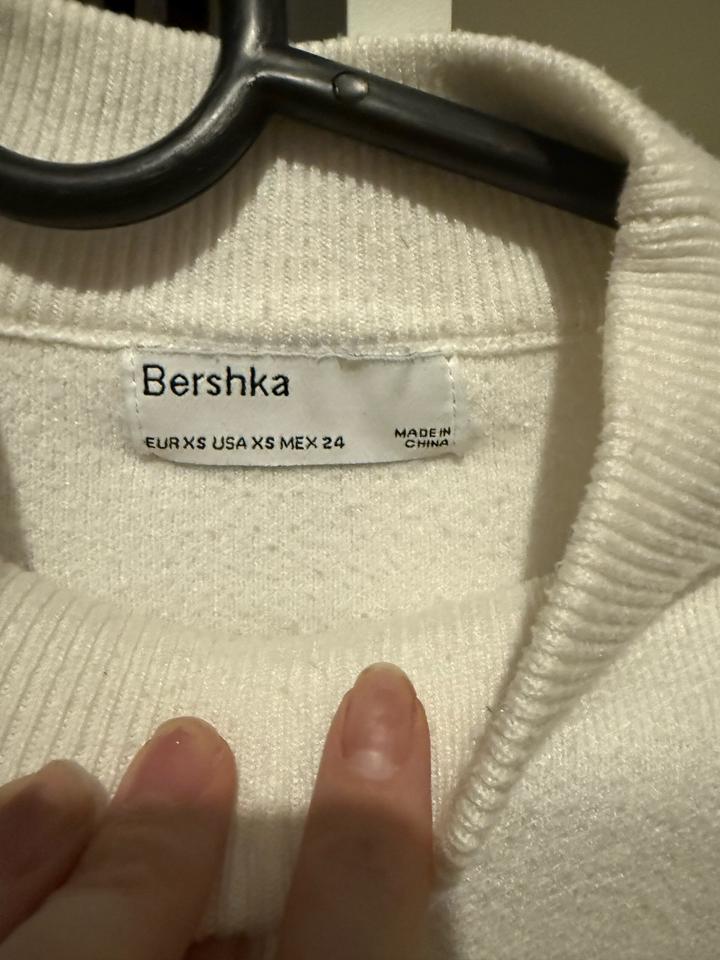 Bershka
EUR XS USA XS MEX 24
MADE IN
CHINA